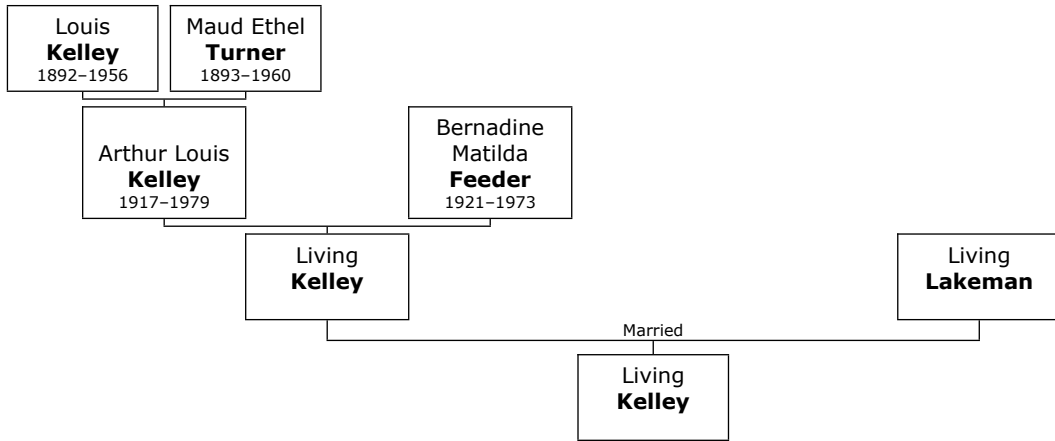 Louis
Kelley
1892–1956
Maud Ethel
Turner
1893–1960
Arthur Louis
Kelley
1917–1979
Bernadine
Matilda
Feeder
1921–1973
Living
Kelley
Living
Lakeman
Married
Living
Kelley